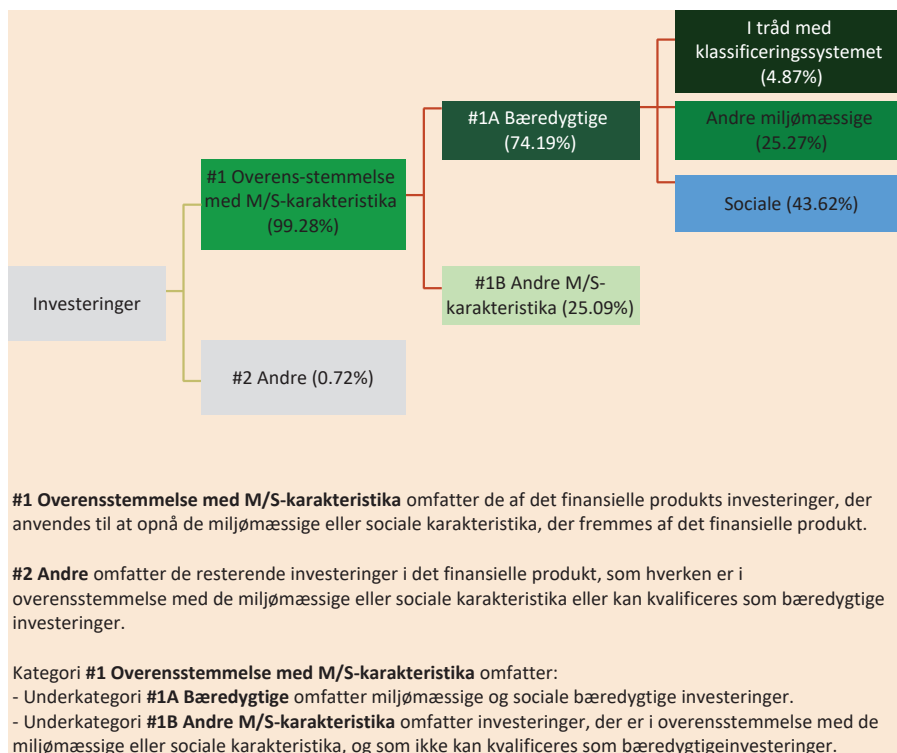 I tråd med
klassificeringssystemet
(4.87%)
#1A Bæredygtige
(74.19%)
Andre miljømæssige
(25.27%)
#1 Overens-stemmelse
med M/S-karakteristika
(99.28%)
Sociale (43.62%)
#1B Andre M/S-
karakteristika (25.09%)
Investeringer
#2 Andre (0.72%)
#1 Overensstemmelse med M/S-karakteristika omfatter de af det finansielle produkts investeringer, der
anvendes til at opnå de miljømæssige eller sociale karakteristika, der fremmes af det finansielle produkt.
#2 Andre omfatter de resterende investeringer i det finansielle produkt, som hverken er i
overensstemmelse med de miljømæssige eller sociale karakteristika eller kan kvalificeres som bæredygtige
investeringer.
Kategori #1 Overensstemmelse med M/S-karakteristika omfatter:
- Underkategori #1A Bæredygtige omfatter miljømæssige og sociale bæredygtige investeringer.
- Underkategori #1B Andre M/S-karakteristika omfatter investeringer, der er i overensstemmelse med de
miljømæssige eller sociale karakteristika, og som ikke kan kvalificeres som bæredygtigeinvesteringer.